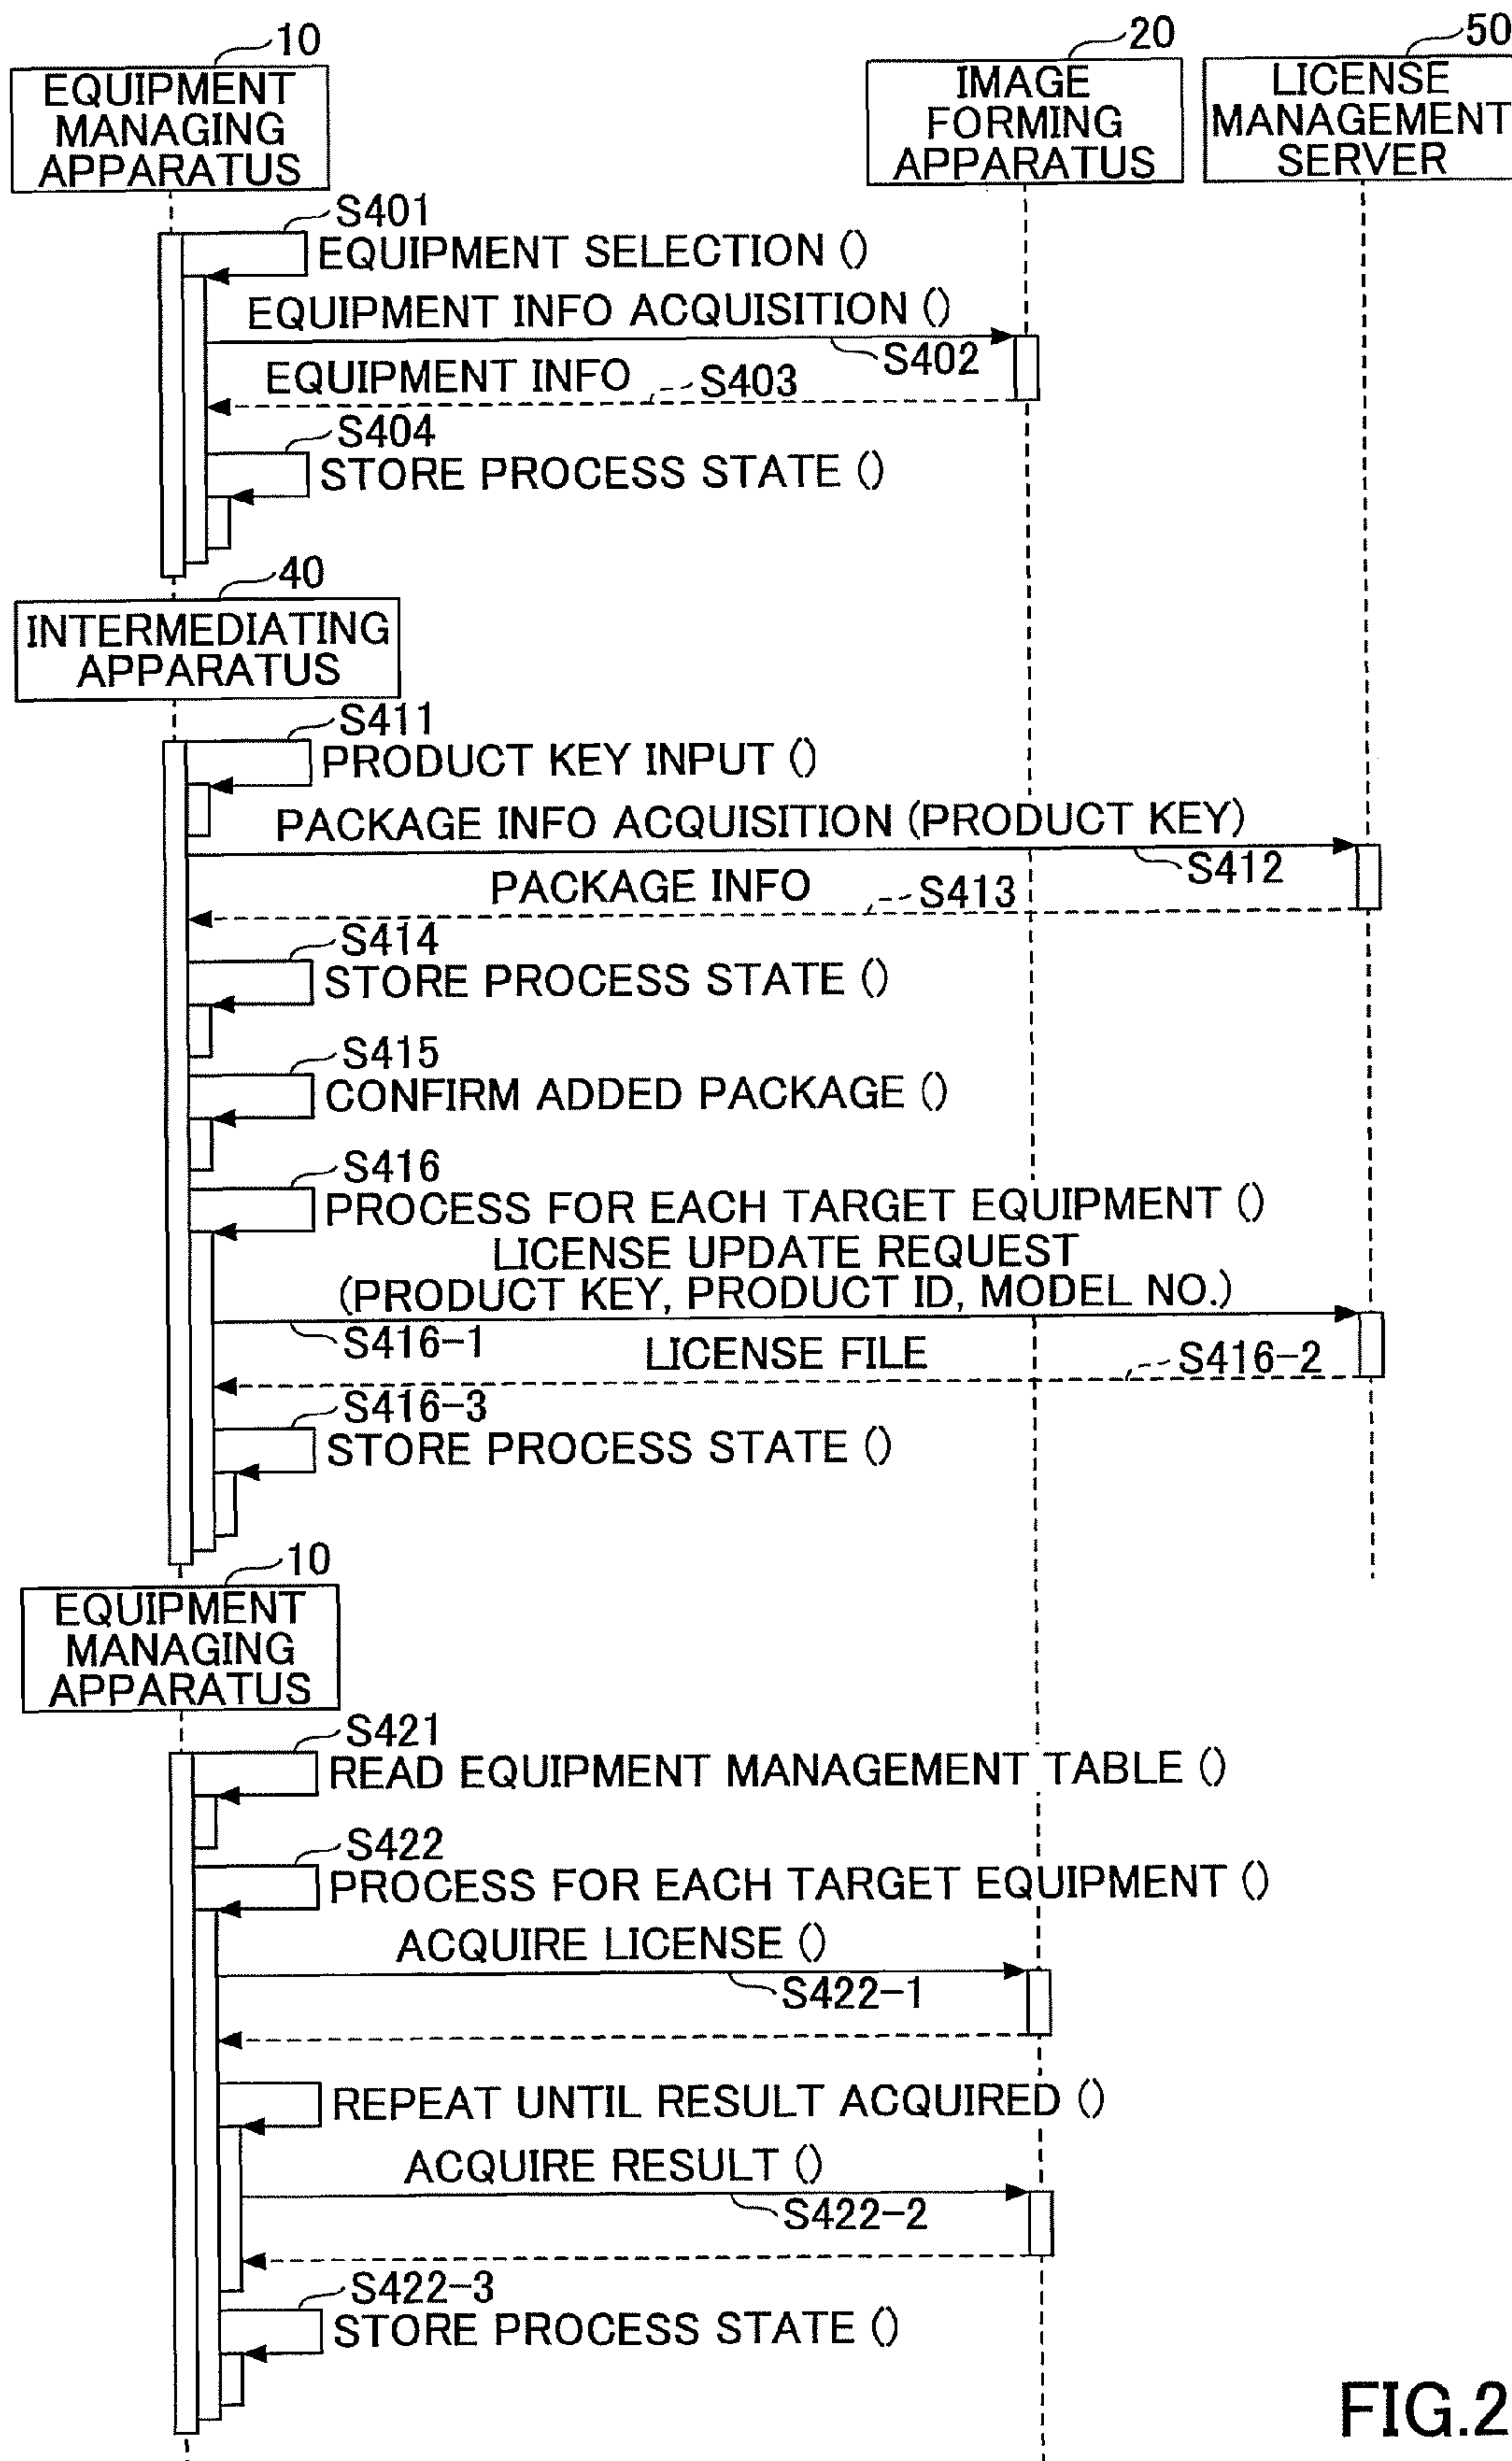 10
EQUIPMENT
MANAGING
APPARATUS
20
IMAGE
FORMING
APPARATUS
50
LICENSE
MANAGEMENT
SERVER
S401
EQUIPMENT SELECTION ()
EQUIPMENT INFO ACQUISITION ()
S402
EQUIPMENT INFO
S403
S404
STORE PROCESS STATE ()
40
INTERMEDIATING
APPARATUS
S411
PRODUCT KEY INPUT ()
PACKAGE INFO ACQUISITION (PRODUCT KEY)
S412
PACKAGE INFO
S413
S414
STORE PROCESS STATE ()
S415
CONFIRM ADDED PACKAGE ()
S416
PROCESS FOR EACH TARGET EQUIPMENT ()
LICENSE UPDATE REQUEST
(PRODUCT KEY, PRODUCT ID, MODEL NO.)
S416-1
LICENSE FILE
S416-2
S416-3
STORE PROCESS STATE ()
10
EQUIPMENT
MANAGING
APPARATUS
S421
READ EQUIPMENT MANAGEMENT TABLE ()
S422
PROCESS FOR EACH TARGET EQUIPMENT ()
ACQUIRE LICENSE ()
S422-1
REPEAT UNTIL RESULT ACQUIRED ()
ACQUIRE RESULT ()
S422-2
S422-3
STORE PROCESS STATE ()
FIG.2